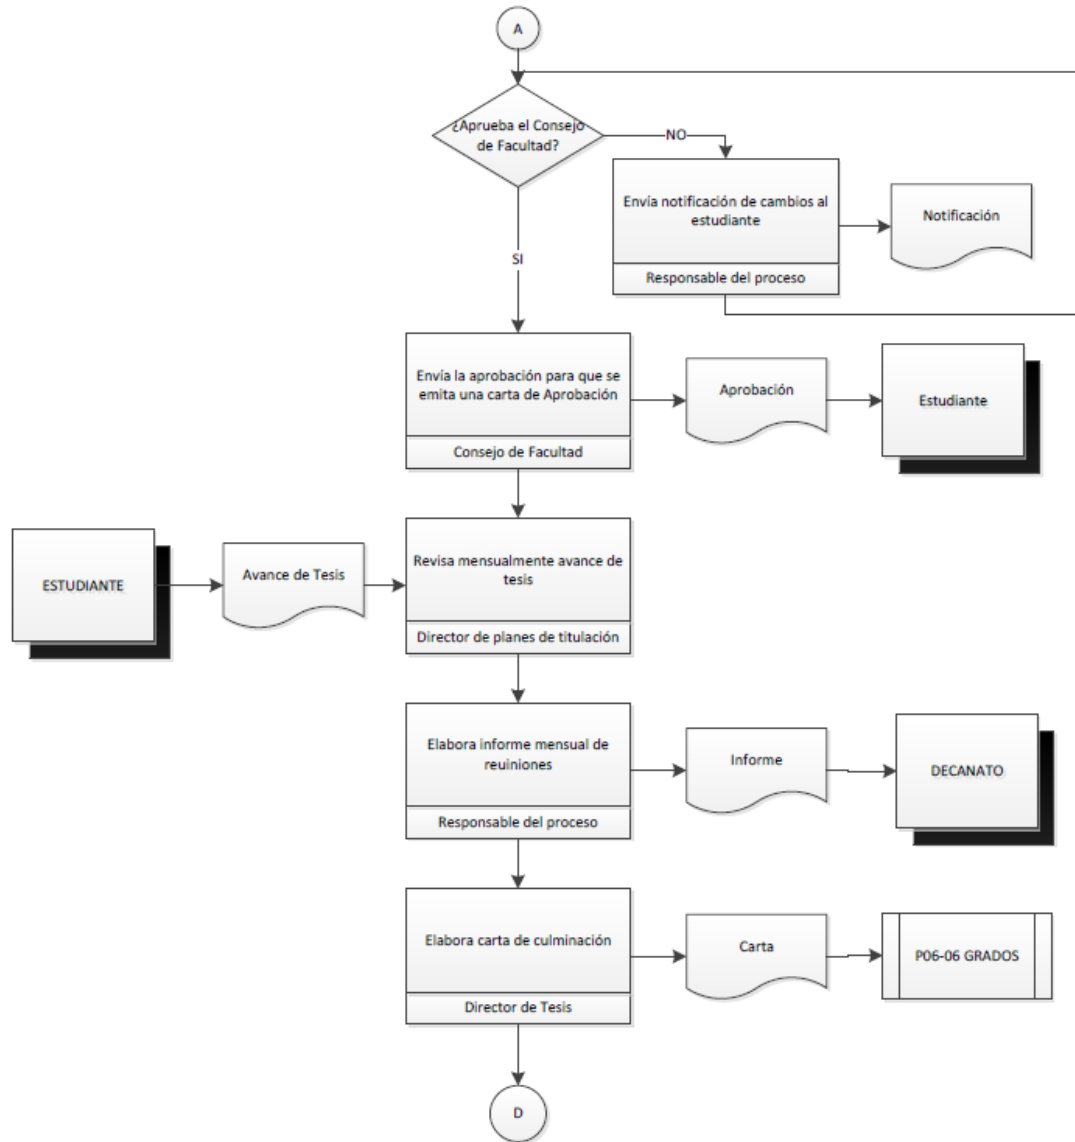 A
¿Aprueba el Consejo
de Facultad?
NO
Envía notificación de cambios al
estudiante
Responsable del proceso
Notificación
SI
Envía la aprobación para que se
emita una carta de Aprobación
Consejo de Facultad
Aprobación
Estudiante
ESTUDIANTE
Avance de Tesis
Revisa mensualmente avance de
tesis
Director de planes de titulación
Elabora informe mensual de
reuiniones
Responsable del proceso
Informe
DECANATO
Elabora carta de culminación
Director de Tesis
Carta
P06-06 GRADOS
D